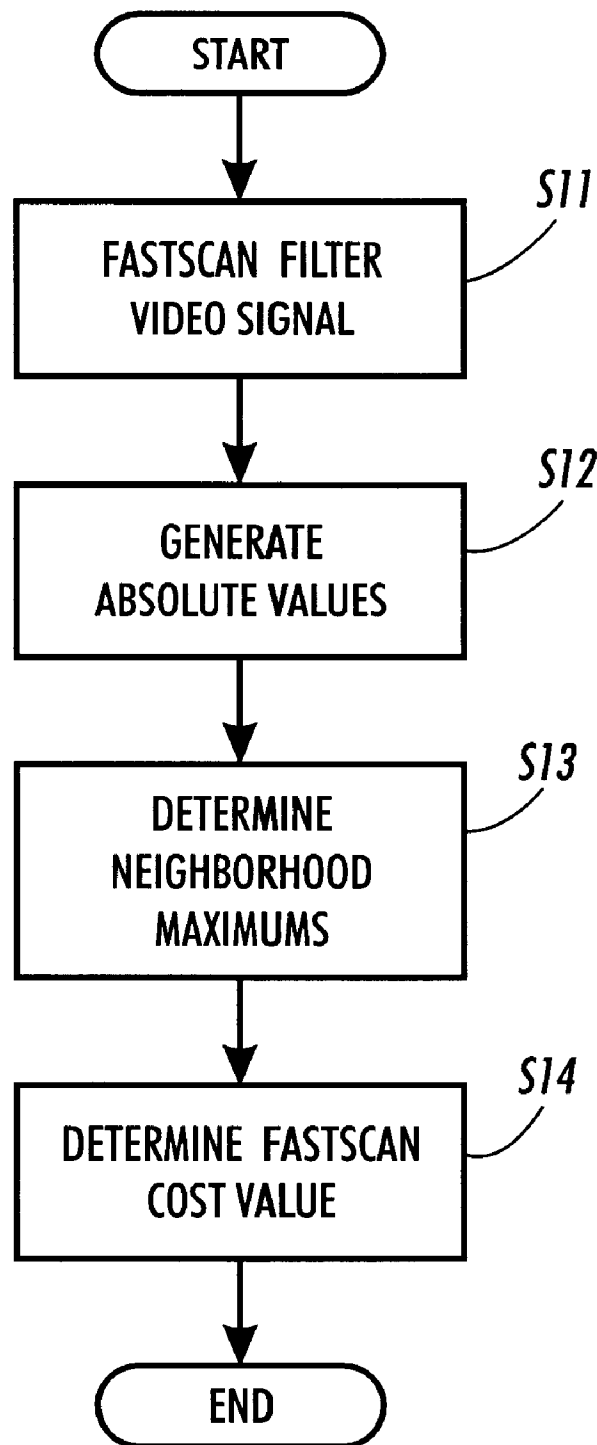 START
S11
FASTSCAN FILTER
VIDEO SIGNAL
S12
GENERATE
ABSOLUTE VALUES
S13
DETERMINE
NEIGHBORHOOD
MAXIMUMS
S14
DETERMINE FASTSCAN
COST VALUE
END